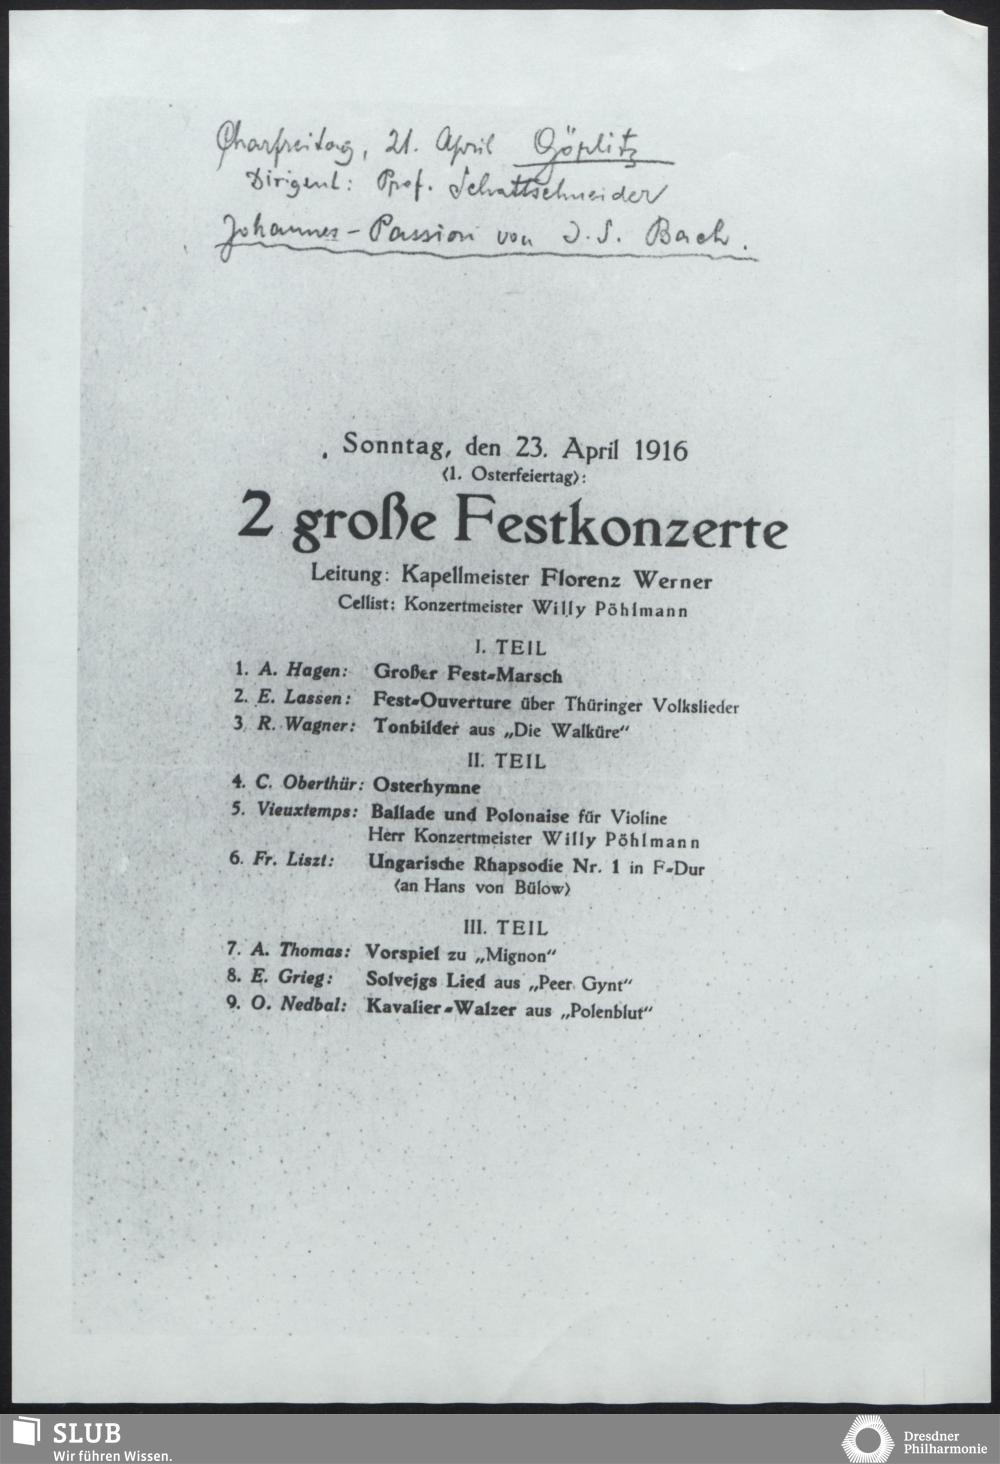 Charfreitag, 21. April Görlitz
Dirigent: Prof. Schattschneider
Johannes-Passion von J. S. Bach.
Sonntag, den 23. April 1916
(1. Osterfeiertag):
2 große Festkonzerte
Leitung: Kapellmeister Florenz Werner
Cellist: Konzertmeister Willy Pöhlmann
I. TEIL
1. A. Hagen: Großer Fest-Marsch
2. E. Lassen: Fest-Ouverture über Thüringer Volkslieder
3 R. Wagner: Tonbilder aus „Die Walküre“
II. TEIL
4. C. Oberthür: Osterhymne
5. Vieuxtemps: Ballade und Polonaise für Violine
Herr Konzertmeister Willy Pöhlmann
6. Fr. Liszt: Ungarische Rhapsodie Nr. 1 in F-Dur
(an Hans von Bülow)
III. TEIL
7. A. Thomas: Vorspiel zu „Mignon“
8. E. Grieg: Solvejgs Lied aus „Peer Gynt“
9. O. Nedbal: Kavalier-Walzer aus „Polenblut“
SLUB
Wir führen Wissen.
Dresdner
Philharmonie